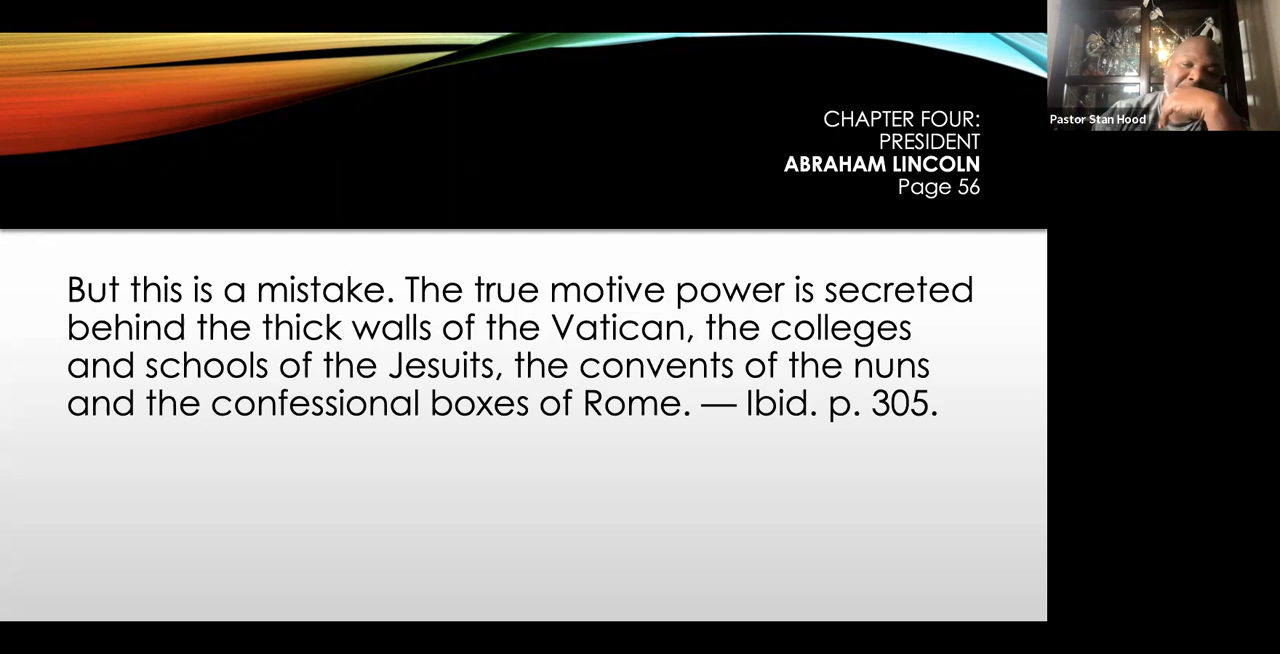 CHAPTER FOUR:
PRESIDENT
ABRAHAM LINCOLN
Page 56
Pastor Stan Hood
But this is a mistake. The true motive power is secreted
behind the thick walls of the Vatican, the colleges
and schools of the Jesuits, the convents of the nuns
and the confessional boxes of Rome. — Ibid. p. 305.